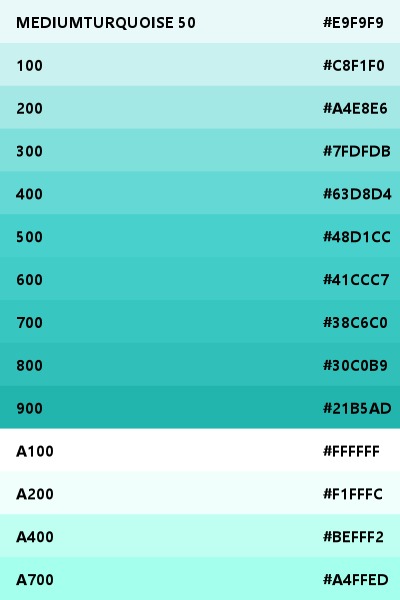 MEDIUMTURQUOISE 50 #E9F9F9
100 #C8F1F0
200 #A4E8E6
300 #7FDFDB
400 #63D8D4
500 #48D1CC
600 #41CCC7
700 #38C6C0
800 #30C0B9
900 #21B5AD
A100 #FFFFFF
A200 #F1FFFC
A400 #BEFFF2
A700 #A4FFED